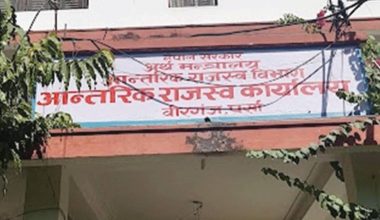 नेपाल सरकार
अर्थ मन्त्रालय
आन्तरिक राजस्व विभाग
आन्तरिक राजस्व कार्यालय
वीरगंज, पर्सा